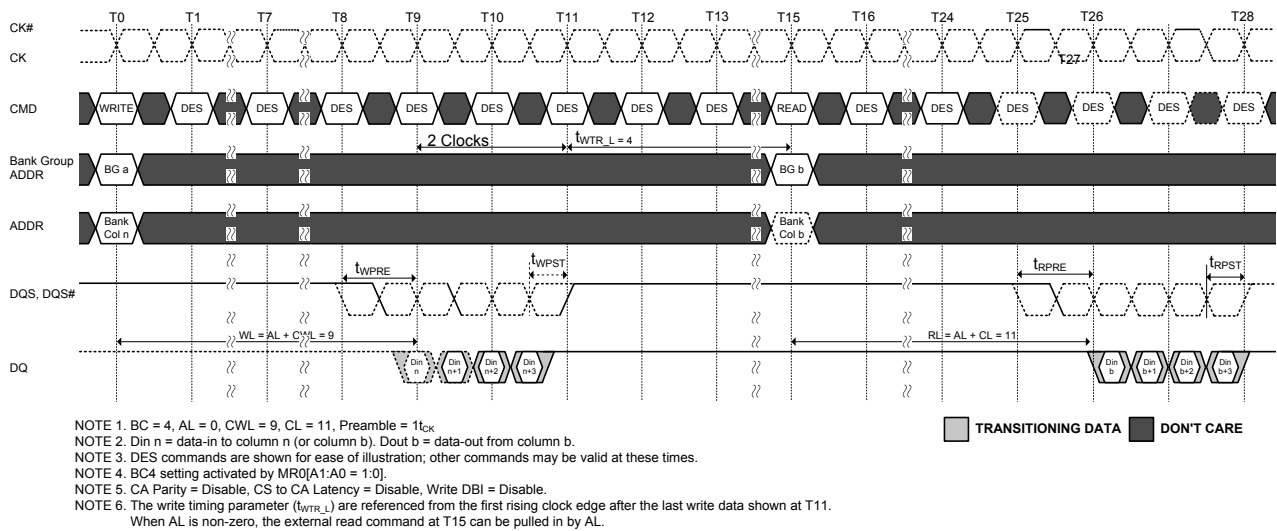 T0 T1 T7 T8 T9 T10 T11 T12 T13 T15 T16 T24 T25 T26 T28
CK#
CK
T27
CMD WRITE DES DES DES DES DES DES DES DES READ DES DES DES DES DES DES
2 Clocks tWTR_L = 4
Bank Group
ADDR
BG a BG b
ADDR
Bank
Col n
Bank
Col b
tWPRE tWPST tRPRE tRPST
DQS, DQS#
WL = AL + CWL = 9 RL = AL + CL = 11
DQ
Din
n
Din
n+1
Din
n+2
Din
n+3
Din
b
Din
b+1
Din
b+2
Din
b+3
NOTE 1. BC = 4, AL = 0, CWL = 9, CL = 11, Preamble = 1tCK
NOTE 2. Din n = data-in to column n (or column b). Dout b = data-out from column b.
NOTE 3. DES commands are shown for ease of illustration; other commands may be valid at these times.
NOTE 4. BC4 setting activated by MR0[A1:A0 = 1:0].
NOTE 5. CA Parity = Disable, CS to CA Latency = Disable, Write DBI = Disable.
NOTE 6. The write timing parameter (tWTR_L) are referenced from the first rising clock edge after the last write data shown at T11.
When AL is non-zero, the external read command at T15 can be pulled in by AL.
TRANSITIONING DATA DON'T CARE